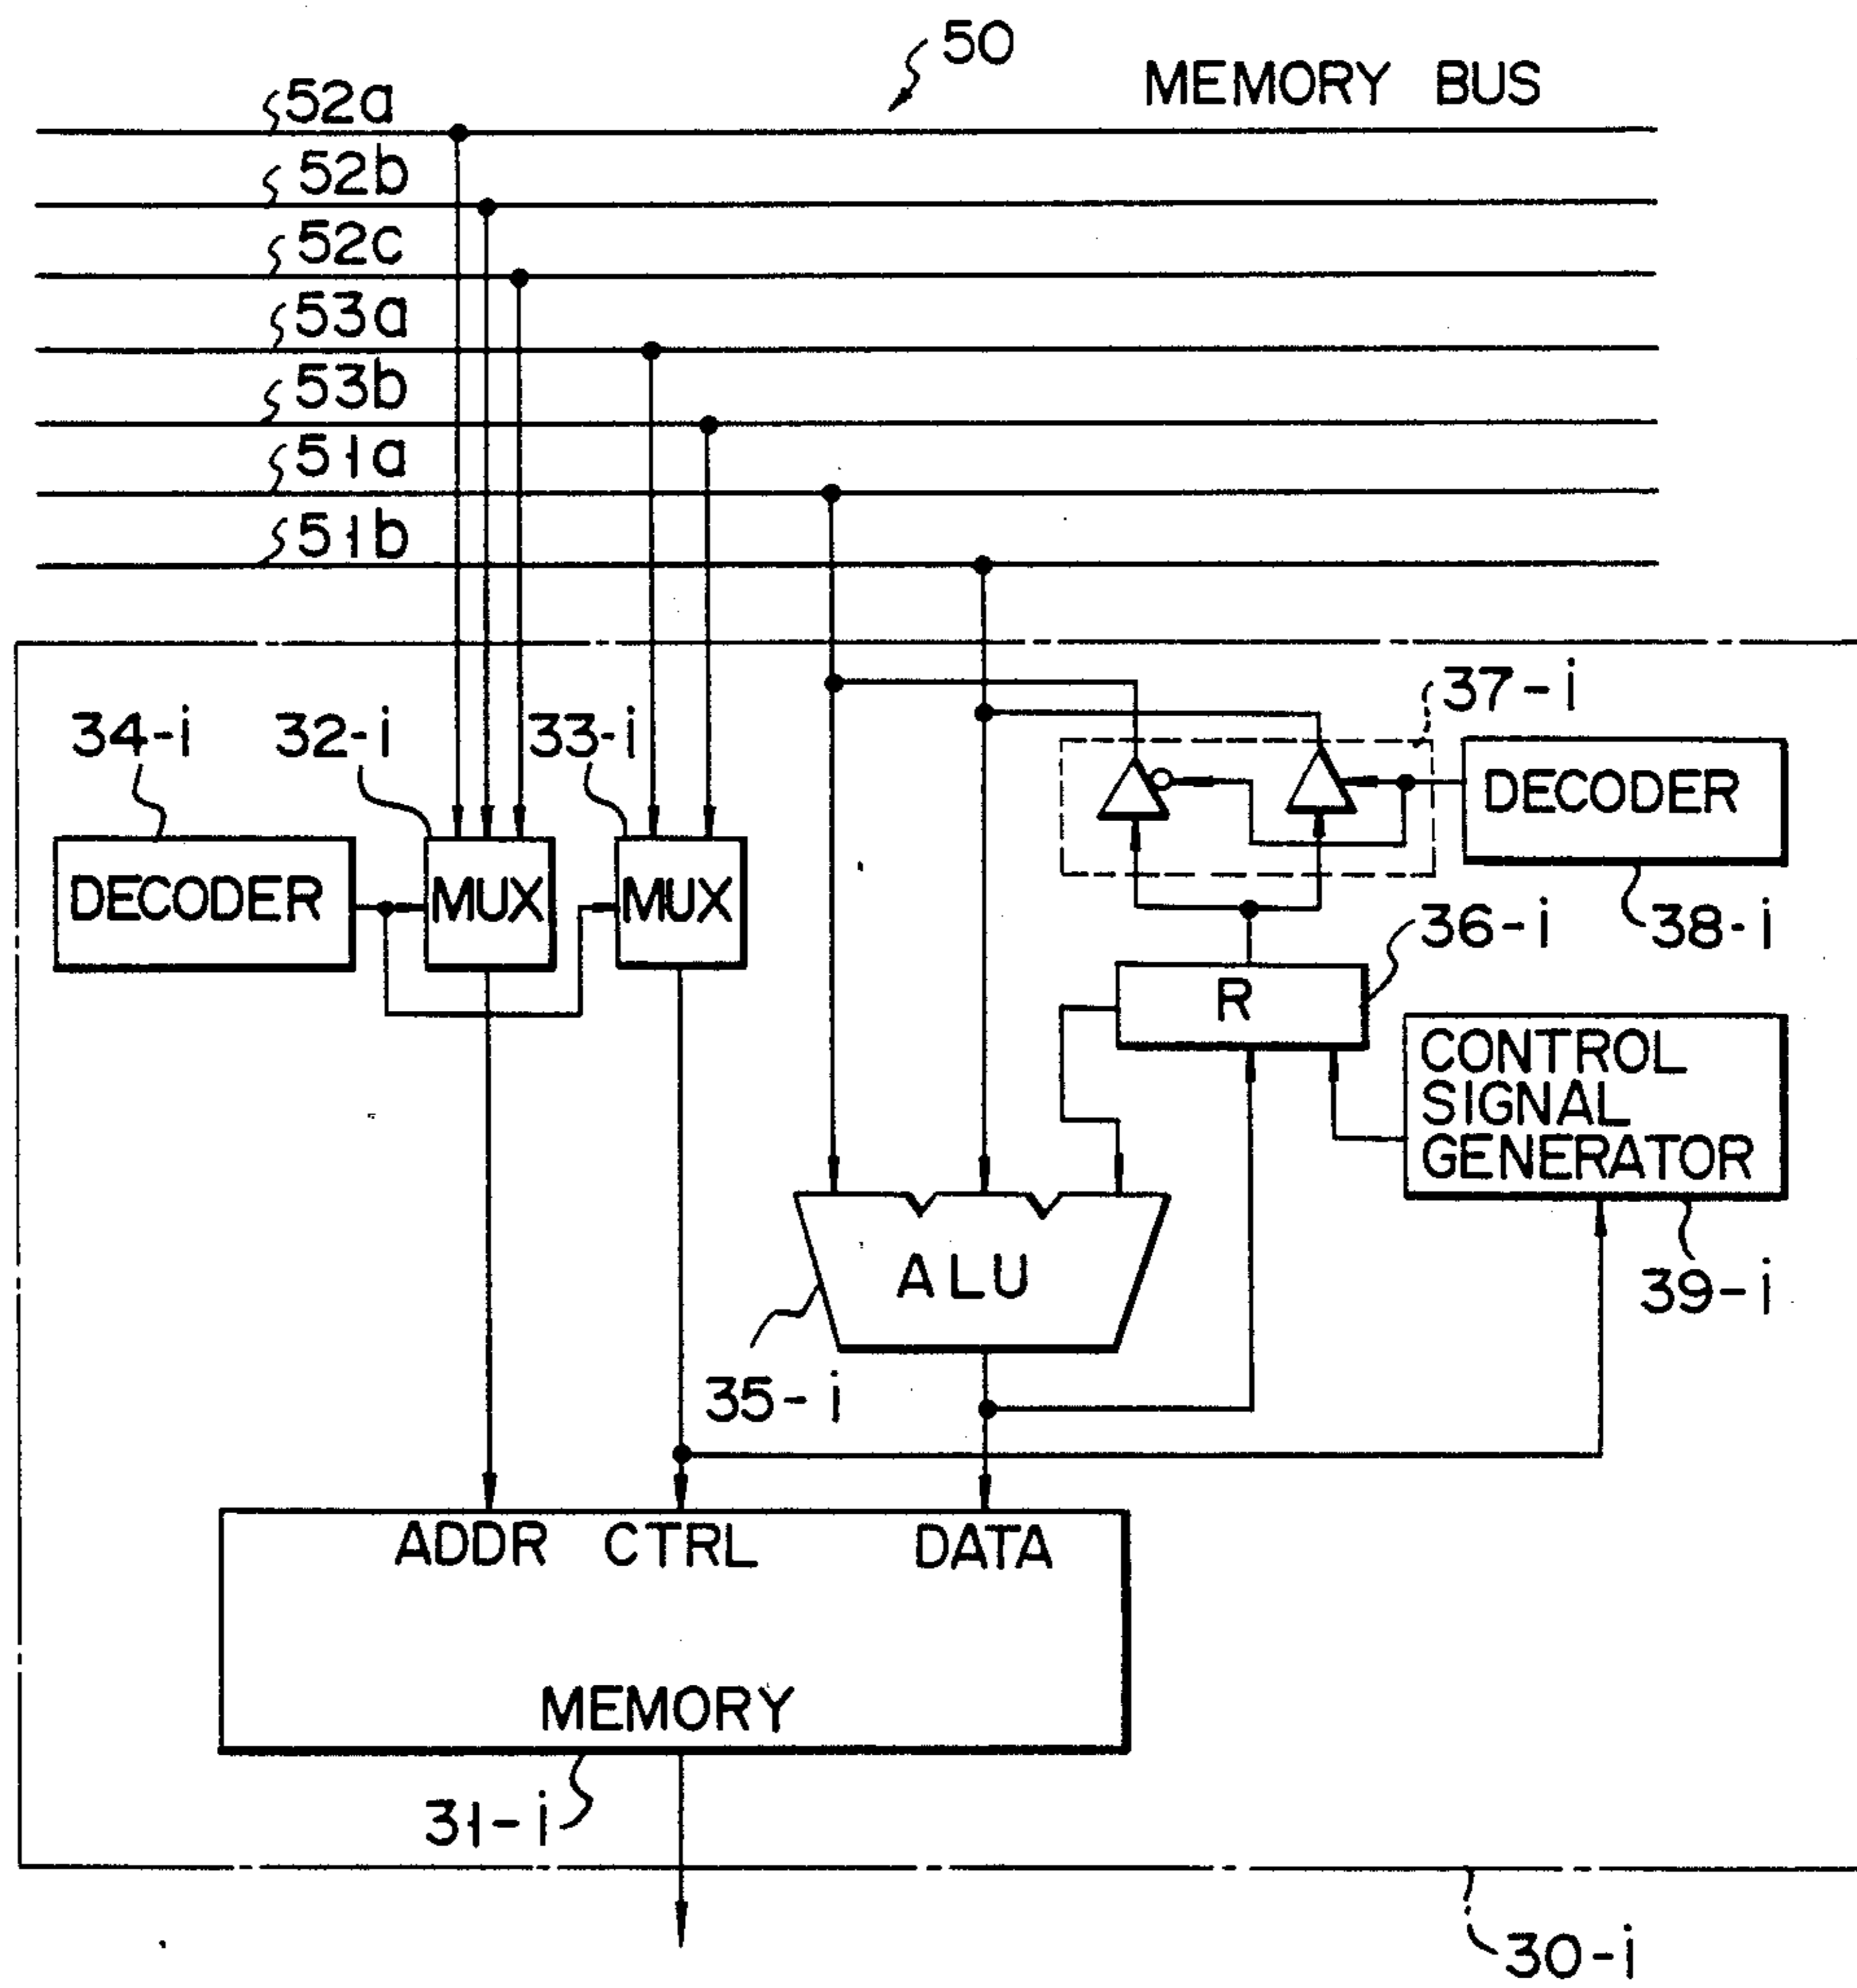 50
MEMORY BUS
52a
52b
52c
53a
53b
51a
51b
37-i
34-i
32-i
33-i
DECODER
MUX
MUX
DECODER
38-i
36-i
R
CONTROL
SIGNAL
GENERATOR
39-i
ALU
35-i
ADDR CTRL DATA
MEMORY
31-i
30-i